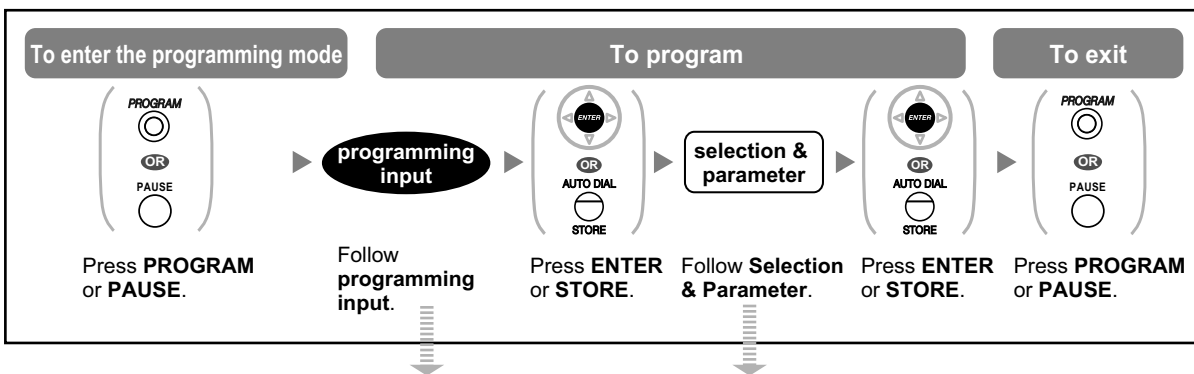 To enter the programming mode
To program
To exit
PROGRAM
OR
PAUSE
programming
input
ENTER
OR
AUTO DIAL
STORE
selection &
parameter
ENTER
OR
AUTO DIAL
STORE
PROGRAM
OR
PAUSE
Press PROGRAM
or PAUSE.
Follow
programming
input.
Press ENTER
or STORE.
Follow Selection
& Parameter.
Press ENTER
or STORE.
Press PROGRAM
or PAUSE.